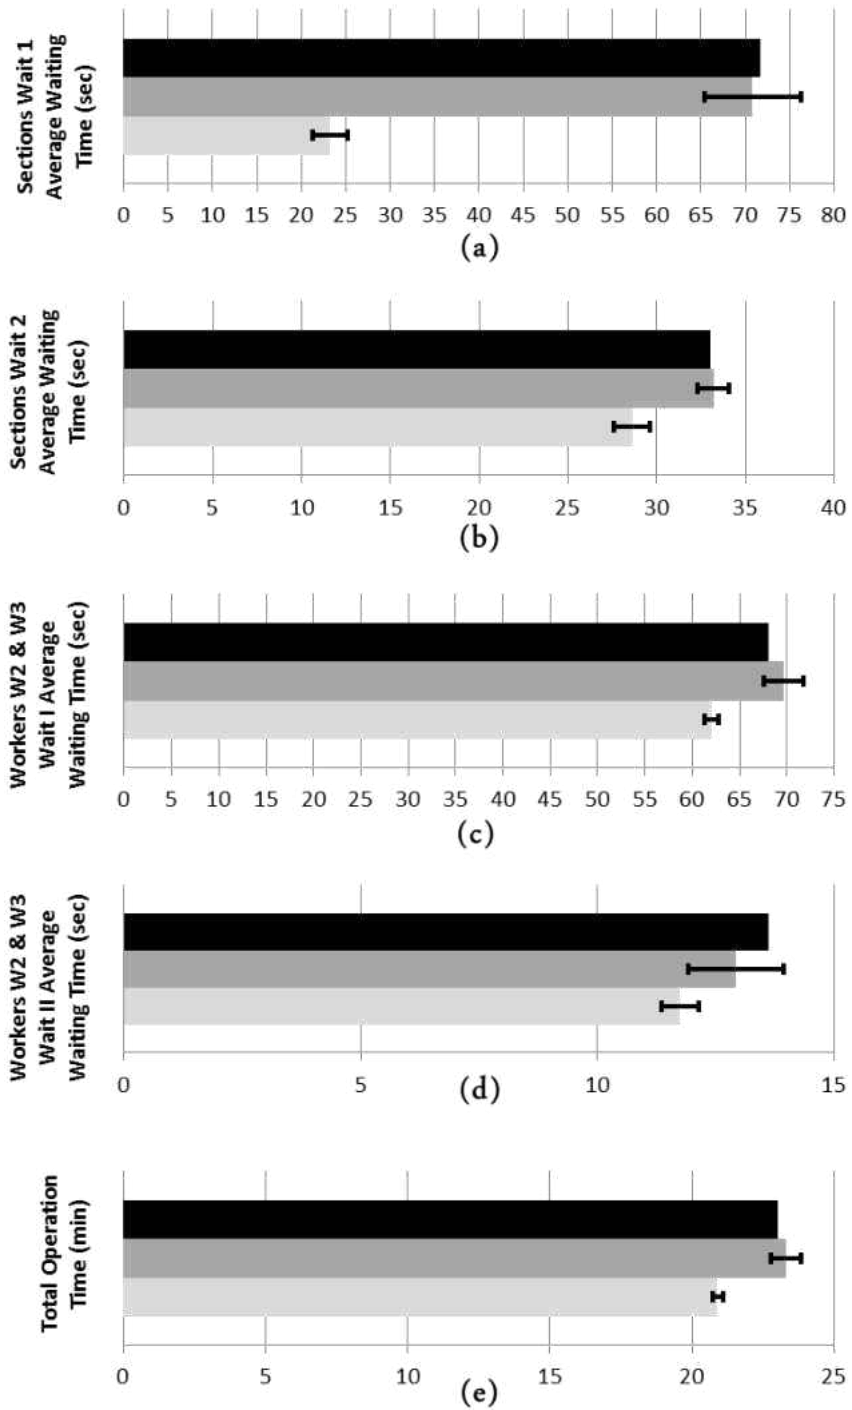 Sections Wait 1
Average Waiting
Time (sec)
0 5 10 15 20 25 30 35 40 45 50 55 60 65 70 75 80
(a)
Sections Wait 2
Average Waiting
Time (sec)
0 5 10 15 20 25 30 35 40
(b)
Workers W2 & W3
Wait I Average
Waiting Time (sec)
0 5 10 15 20 25 30 35 40 45 50 55 60 65 70 75
(c)
Workers W2 & W3
Wait II Average
Waiting Time (sec)
0 5 10 15
(d)
Total Operation
Time (min)
0 5 10 15 20 25
(e)